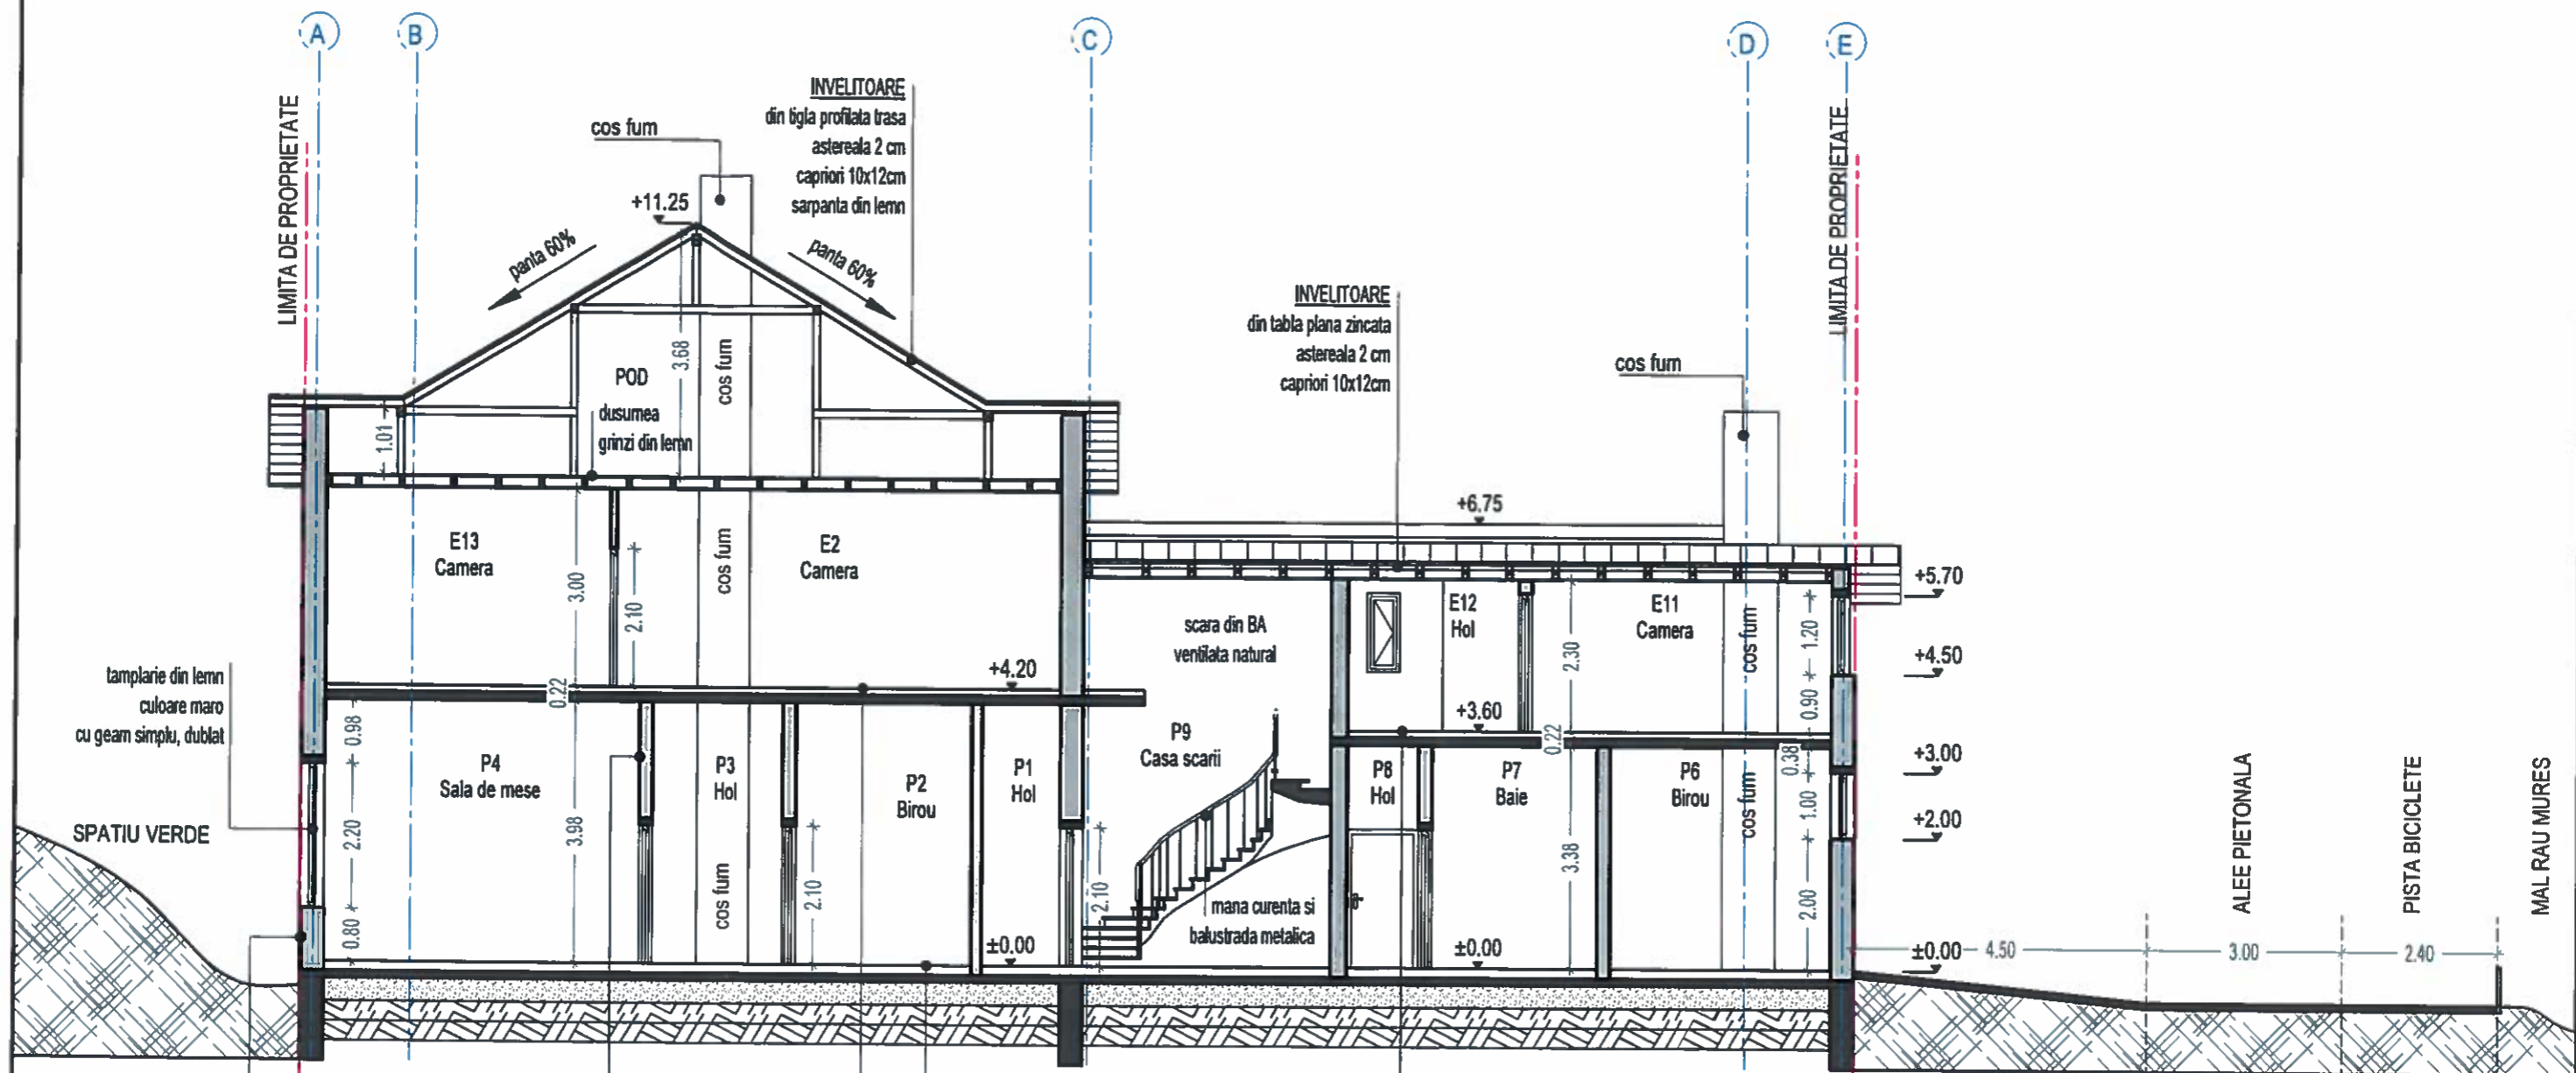 A
B
C
D
E
LIMITA DE PROPRIETATE
LIMITA DE PROPRIETATE
cos fum
+11.25
panta 60%
panta 60%
INVELITOARE
din tigla profilata trasa
astereala 2 cm
capriori 10x12cm
sarpanta din lemn
INVELITOARE
din tabla plana zincata
astereala 2 cm
capriori 10x12cm
cos fum
POD
dusumea
grinzi din lemn
3.68
cos fum
1.01
+6.75
E13
Camera
3.00
2.10
cos fum
E2
Camera
+4.20
0.22
scara din BA
ventilata natural
E12
Hol
2.30
E11
Camera
cos fum
1.20
0.90
+3.60
0.22
+5.70
+4.50
+3.00
+2.00
±0.00
tamplarie din lemn
culoare maro
cu geam simplu, dublat
SPATIU VERDE
0.98
2.20
0.80
P4
Sala de mese
3.98
P3
Hol
cos fum
2.10
P2
Birou
P1
Hol
±0.00
2.10
P9
Casa scarii
mana curenta si
balustrada metalica
P8
Hol
P7
Baie
±0.00
3.38
P6
Birou
cos fum
0.38
1.00
2.00
4.50
3.00
2.40
ALEE PIETONALA
PISTA BICICLETE
MAL RAU MURES